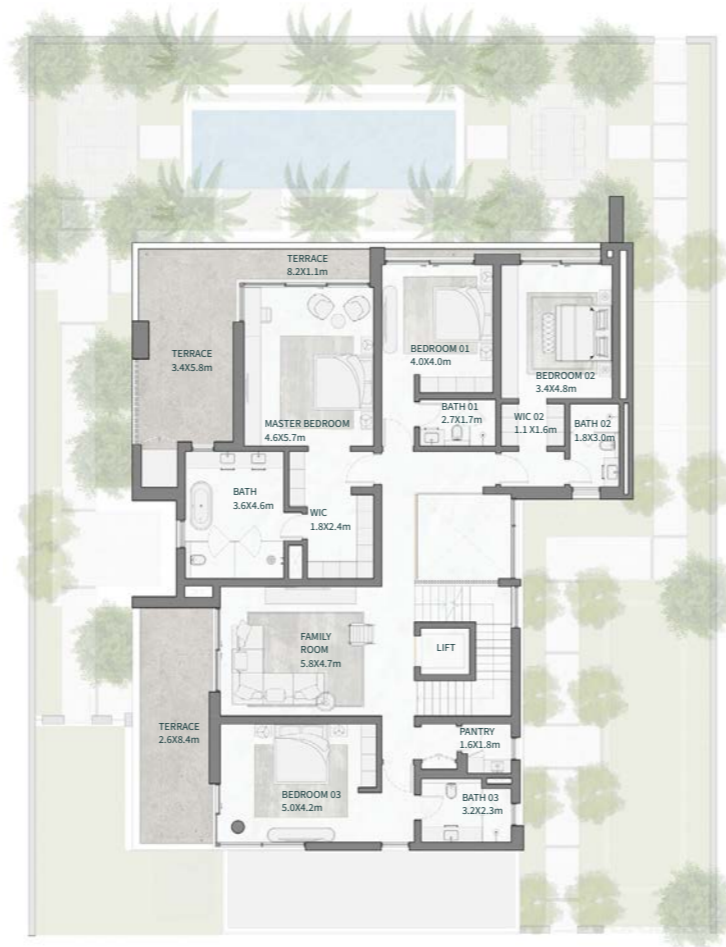 TERRACE
8.2X1.1m
TERRACE
3.4X5.8m
BEDROOM 01
4.0X4.0m
BEDROOM 02
3.4X4.8m
MASTER BEDROOM
4.6X5.7m
BATH 01
2.7X1.7m
WIC 02
1.1 X1.6m
BATH 02
1.8X3.0m
BATH
3.6X4.6m
WIC
1.8X2.4m
FAMILY
ROOM
5.8X4.7m
LIFT
TERRACE
2.6X8.4m
PANTRY
1.6X1.8m
BEDROOM 03
5.0X4.2m
BATH 03
3.2X2.3m